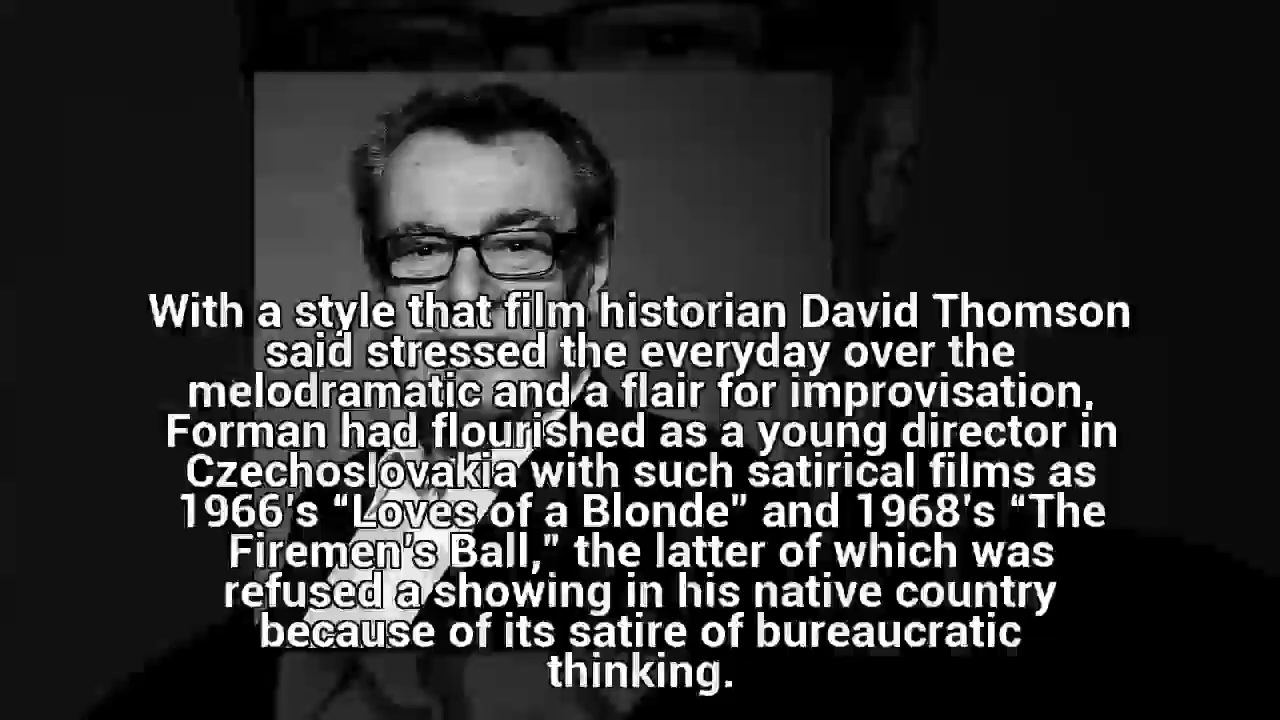 With a style that film historian David Thomson
said stressed the everyday over the
melodramatic and a flair for improvisation,
Forman had flourished as a young director in
Czechoslovakia with such satirical films as
1966's “Loves of a Blonde” and 1968's “The
Firemen's Ball,” the latter of which was
refused a showing in his native country
because of its satire of bureaucratic
thinking.